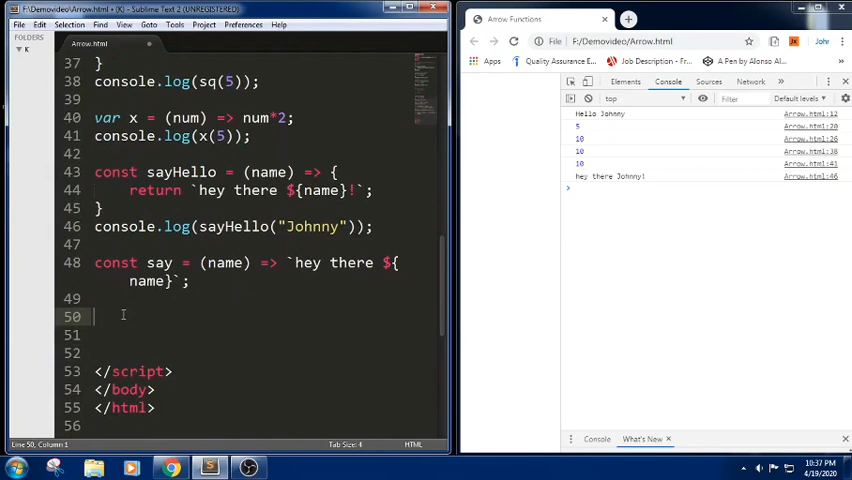 F:\Demovideo\Arrow.html • (K) - Sublime Text 2 (UNREGISTERED)
File Edit Selection Find View Goto Tools Project Preferences Help
FOLDERS
K
Arrow.html
37 }
38 console.log(sq(5));
39
40 var x = (num) => num*2;
41 console.log(x(5));
42
43 const sayHello = (name) => {
44 return `hey there ${name}!`;
45 }
46 console.log(sayHello("Johnny"));
47
48 const say = (name) => `hey there ${
name}`;
49
50
51
52
53 </script>
54 </body>
55 </html>
56
Line 50, Column 1 Tab Size: 4 HTML
Arrow Functions
File F:/Demovideo/Arrow.html John
Apps Quality Assurance E... Job Description - Fr... A Pen by Alonso Al...
Elements Console Sources Network
top Filter Default levels
Hello Johnny Arrow.html:12
5 Arrow.html:20
10 Arrow.html:26
10 Arrow.html:38
10 Arrow.html:41
hey there Johnny! Arrow.html:46
Console What's New
10:37 PM
4/19/2020